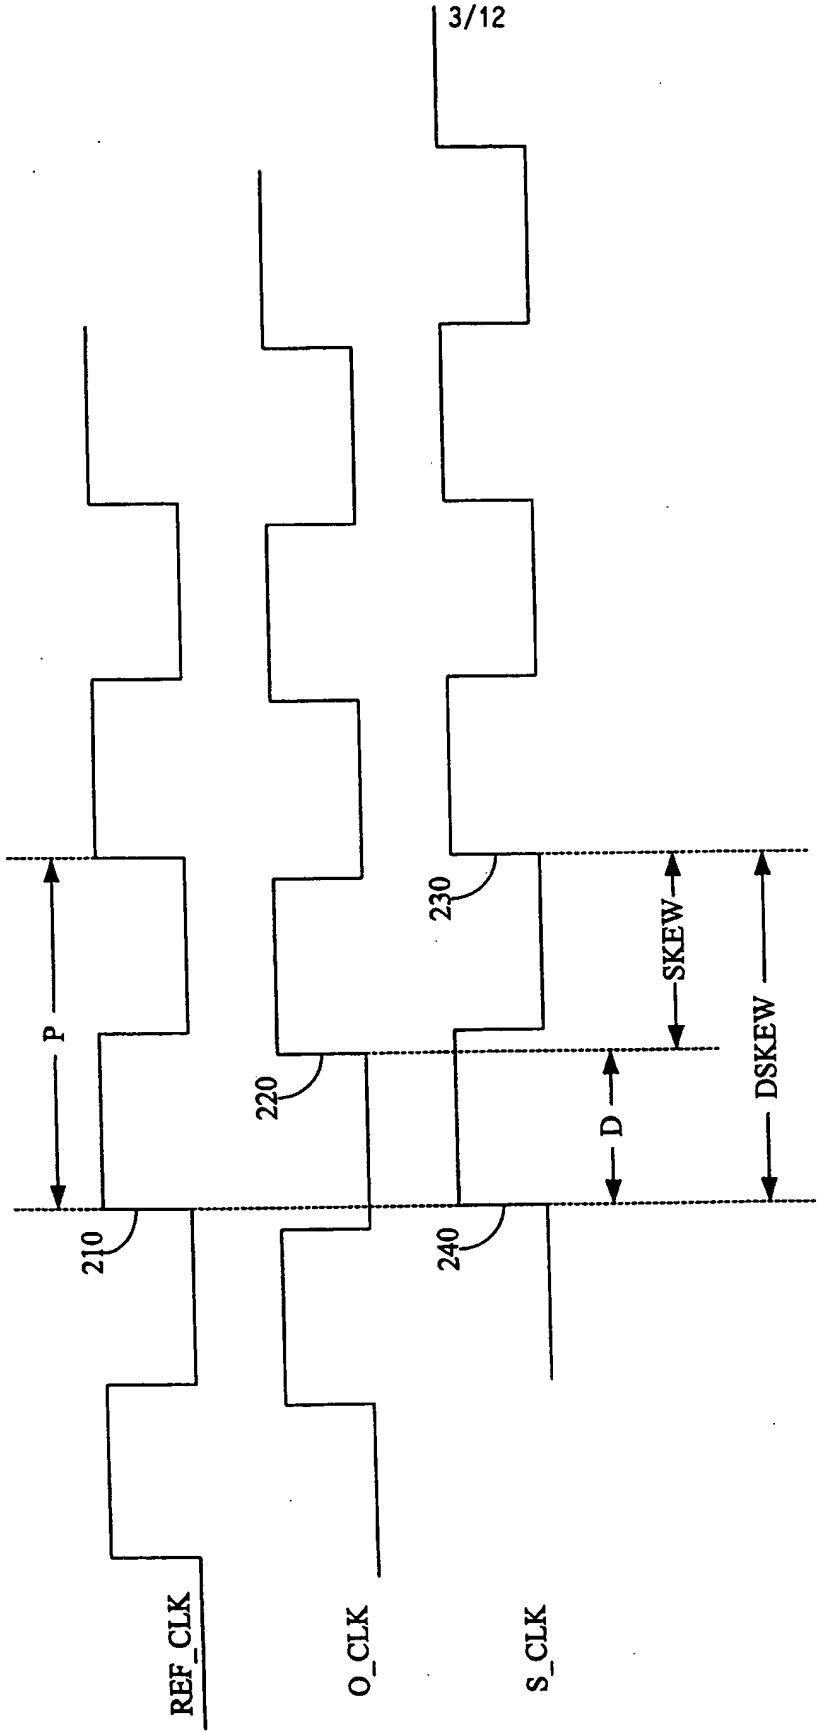 3/12
P
REF_CLK
210
220
O_CLK
230
240
S_CLK
D
SKEW
DSKEW